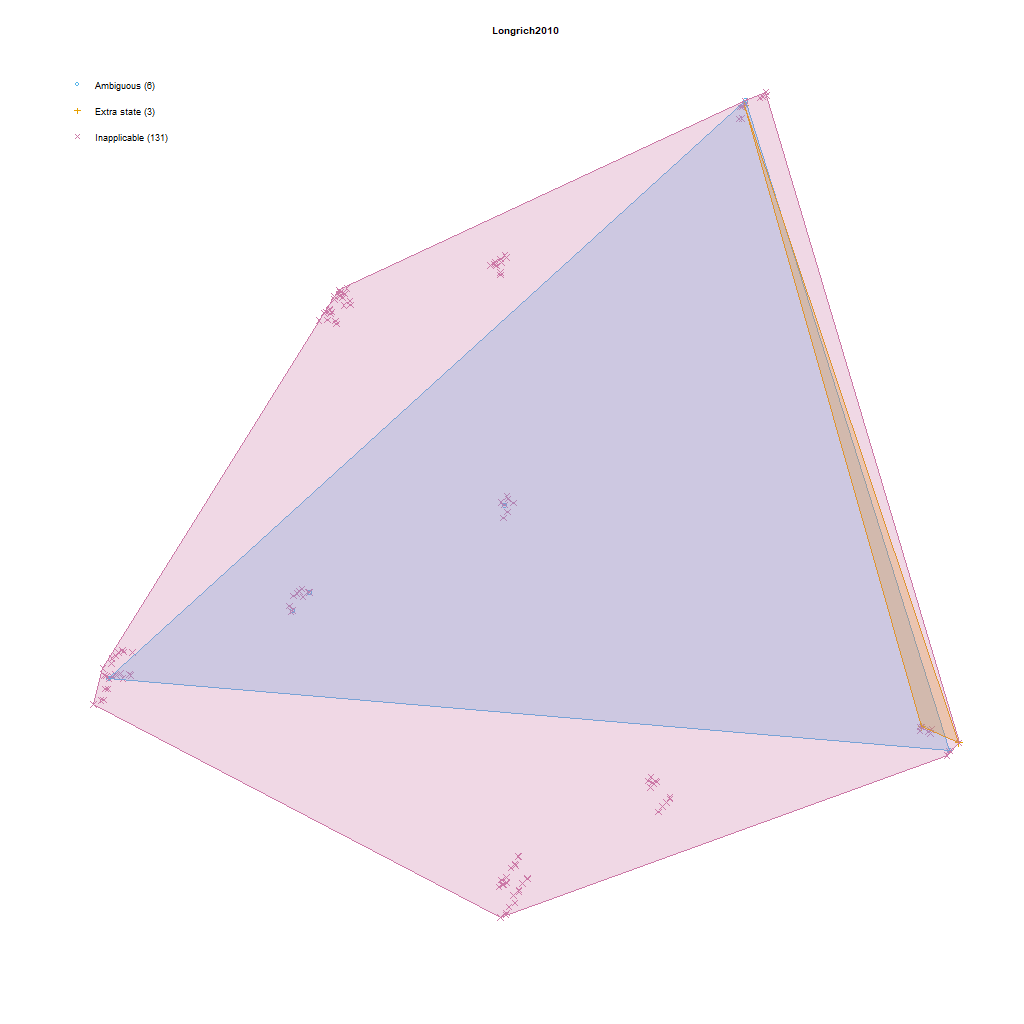 Longrich2010
Ambiguous (6)
Extra state (3)
Inapplicable (131)